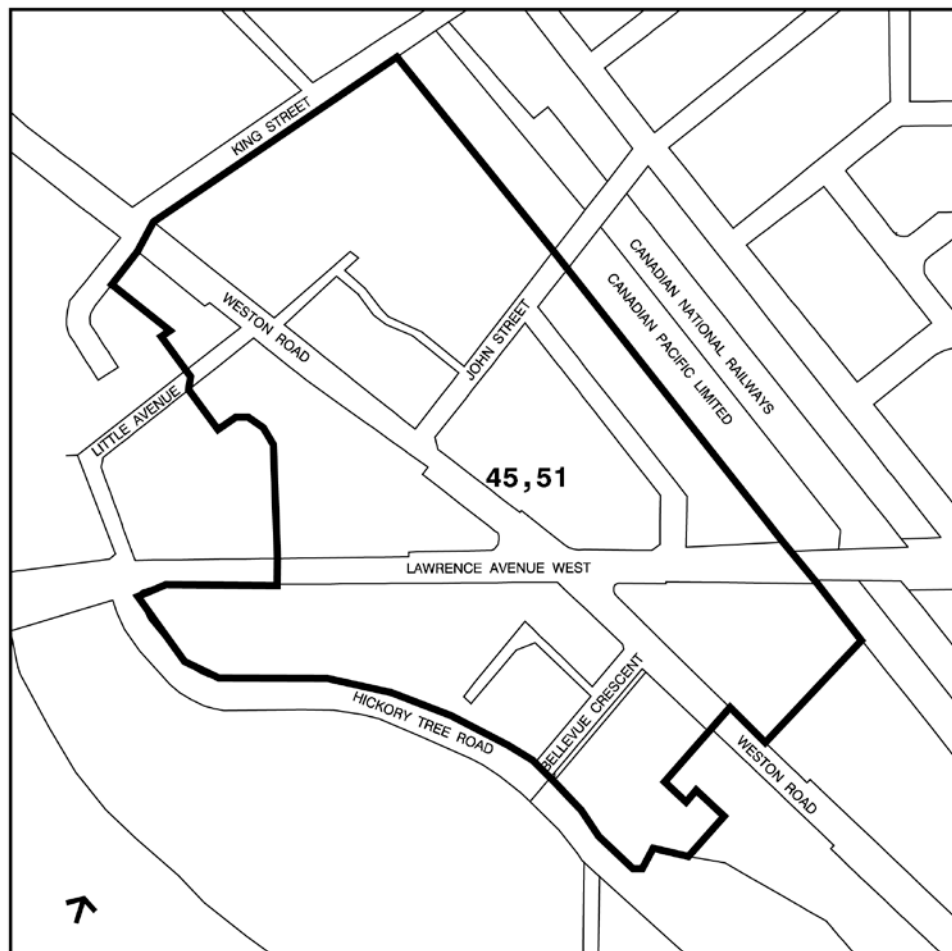 KING STREET
WESTON ROAD
JOHN STREET
CANADIAN NATIONAL RAILWAYS
CANADIAN PACIFIC LIMITED
LITTLE AVENUE
45,51
LAWRENCE AVENUE WEST
BELLEVUE CRESCENT
HICKORY TREE ROAD
WESTON ROAD